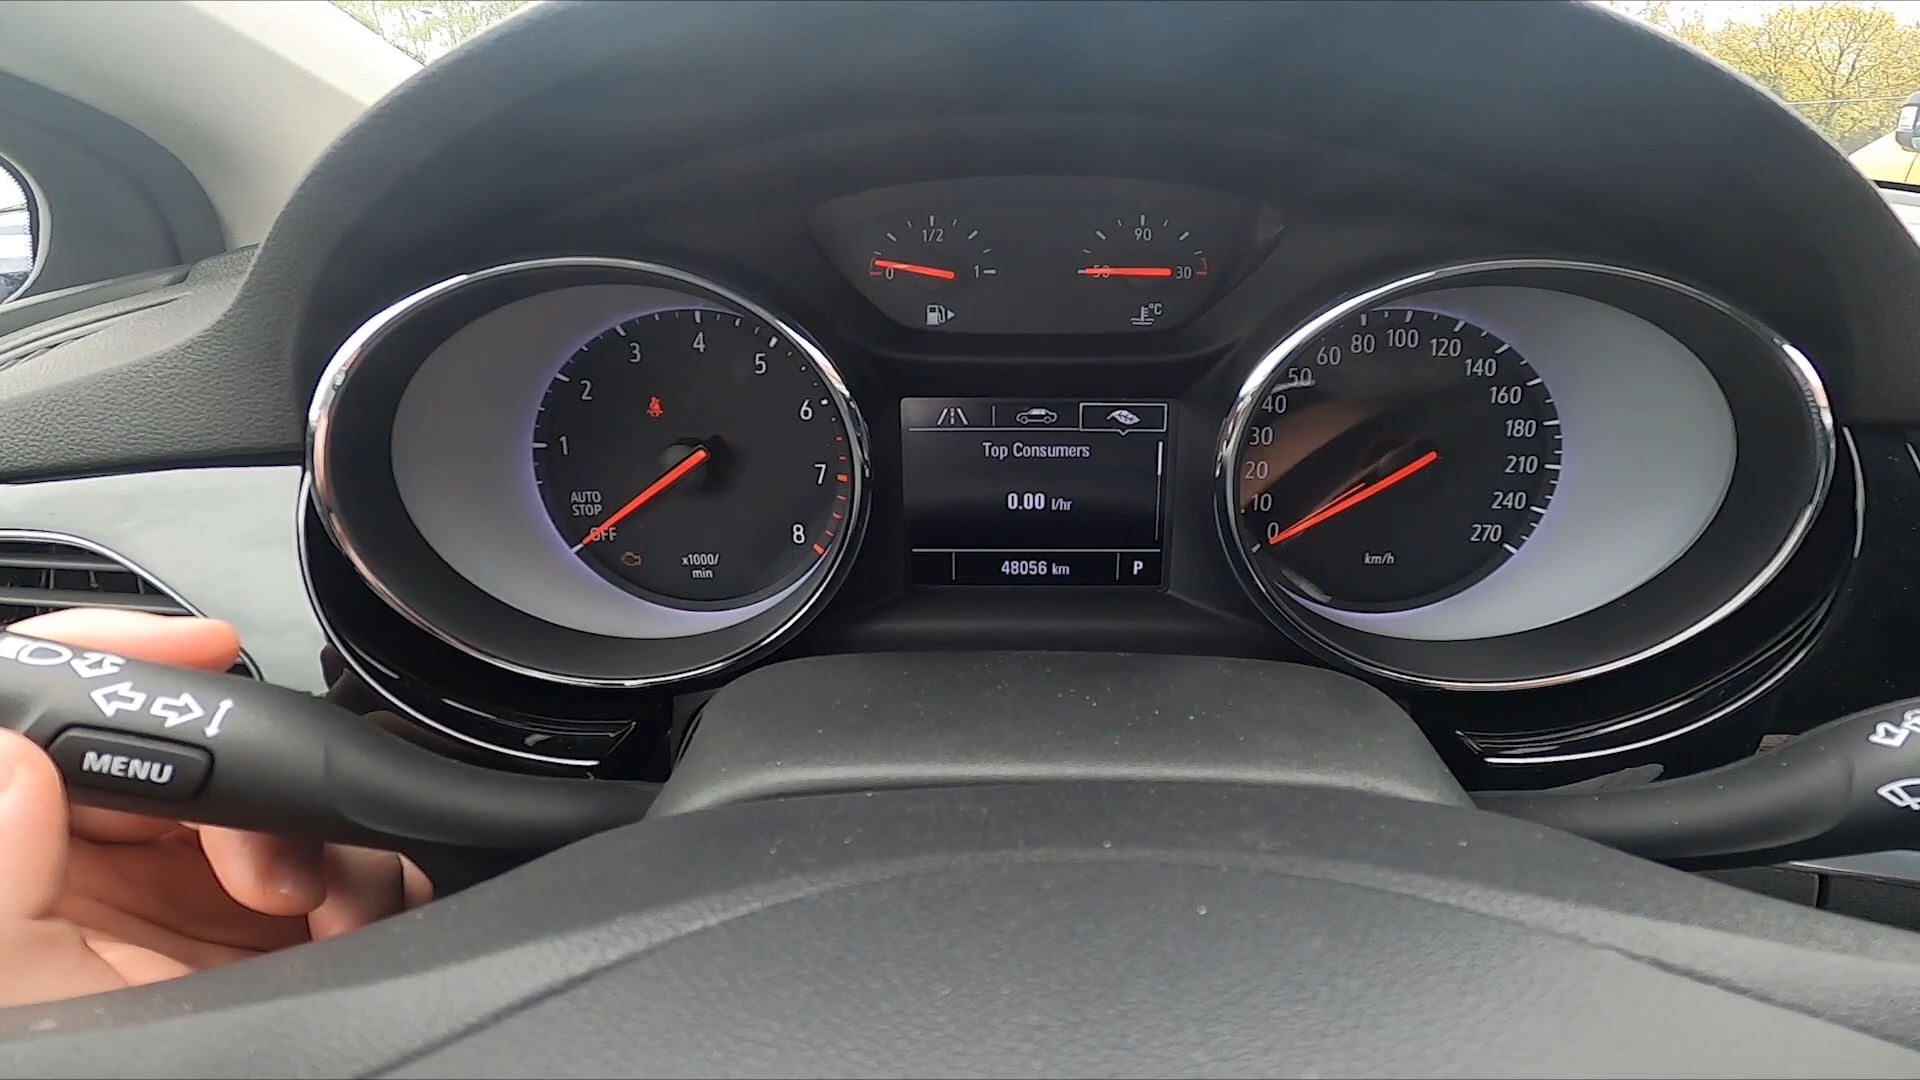 1/2
0 1
90
50 30
°C
1 2 3 4 5 6 7 8
AUTO
STOP
OFF
x1000/
min
Top Consumers
0.00 l/hr
48056 km P
0 10 20 30 40 50 60 80 100 120 140 160 180 210 240 270
km/h
MENU